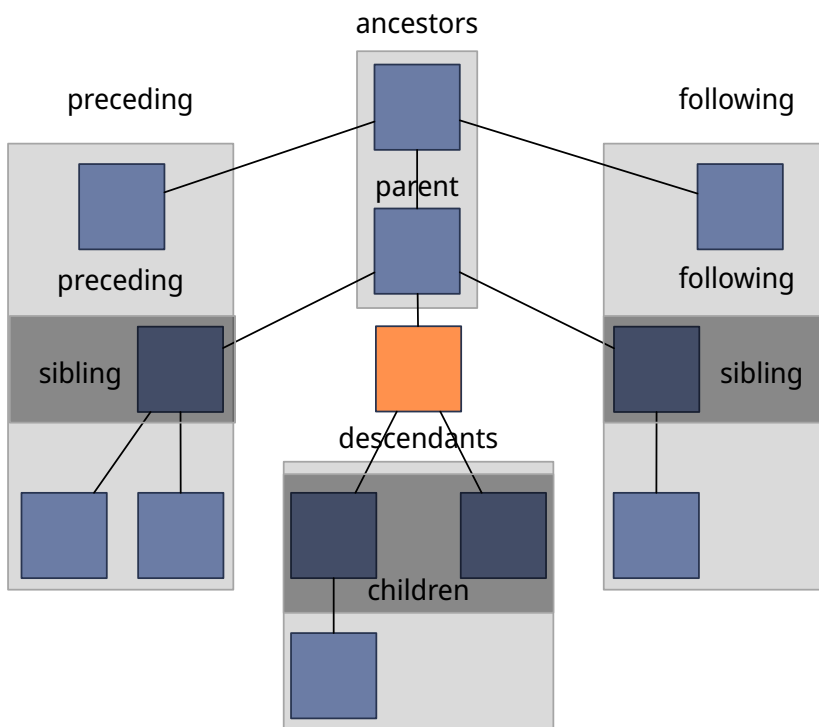 ancestors
preceding
following
parent
preceding
following
sibling
sibling
descendants
children